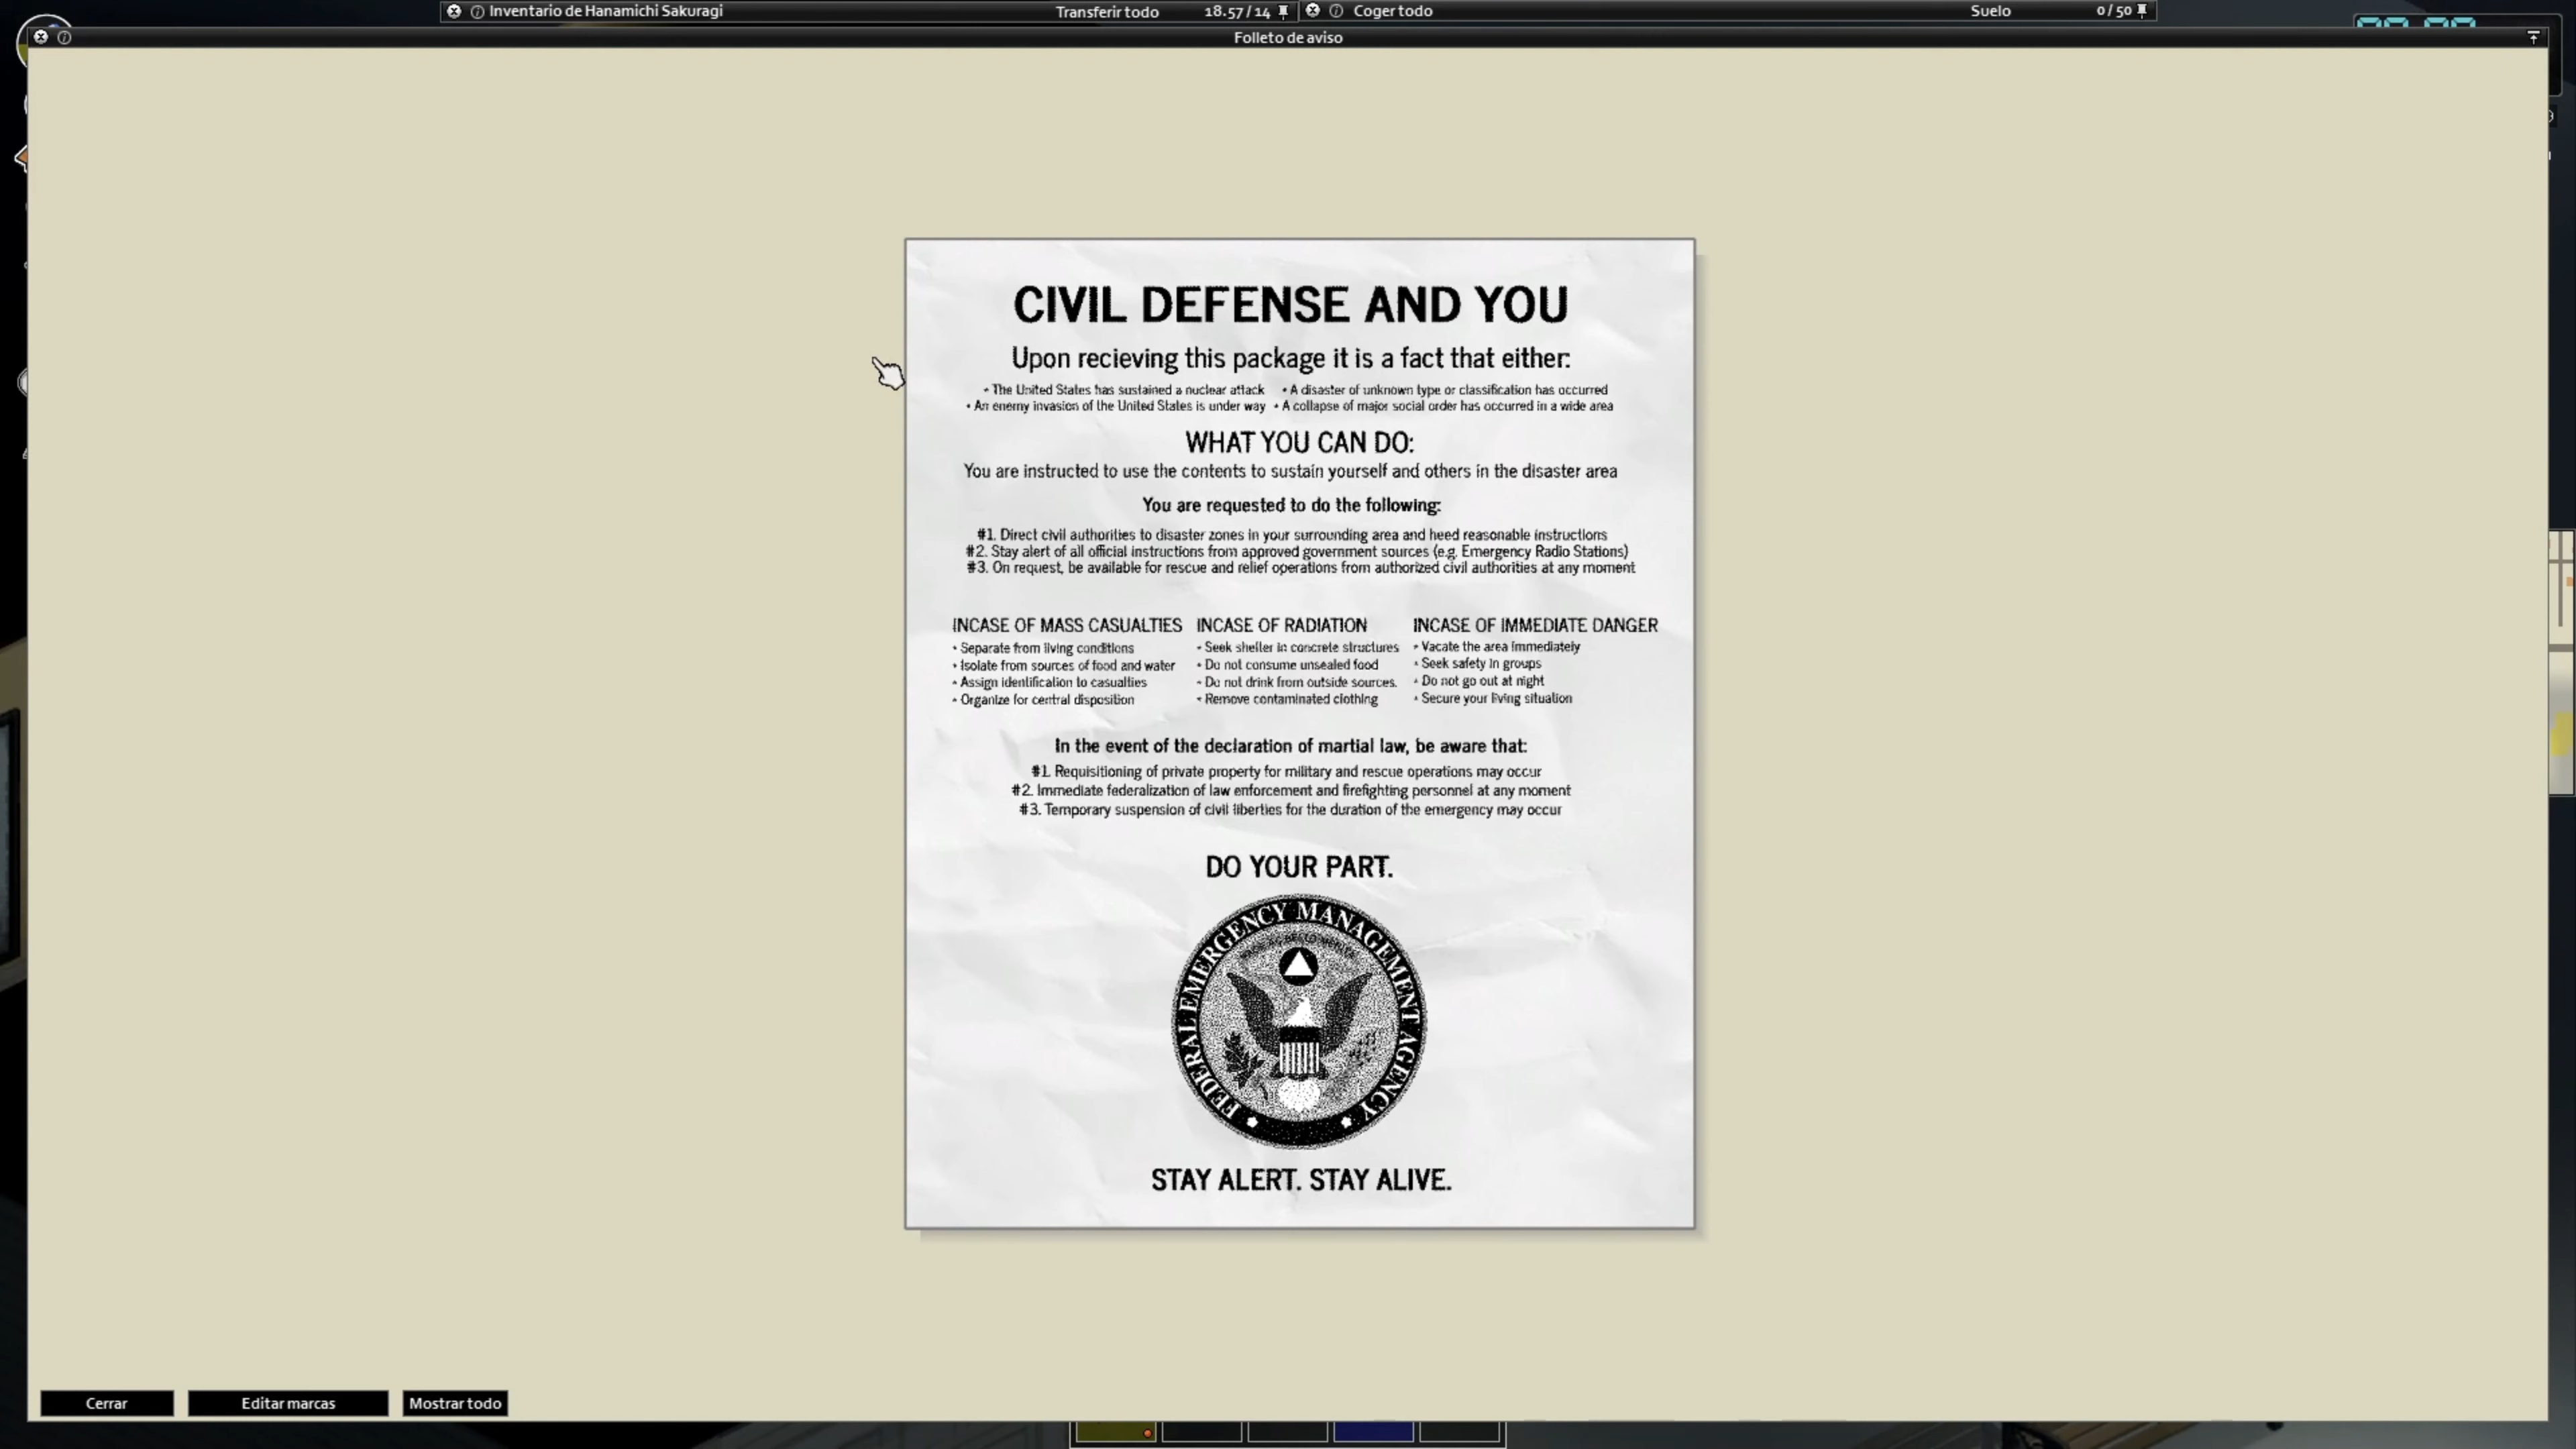 Inventario de Hanamichi Sakuragi Transferir todo 18.57 / 14 Coger todo Suelo 0 / 50
Folleto de aviso
CIVIL DEFENSE AND YOU
Upon recieving this package it is a fact that either:
• The United States has sustained a nuclear attack • A disaster of unknown type or classification has occurred
• An enemy invasion of the United States is under way • A collapse of major social order has occurred in a wide area
WHAT YOU CAN DO:
You are instructed to use the contents to sustain yourself and others in the disaster area
You are requested to do the following:
#1. Direct civil authorities to disaster zones in your surrounding area and heed reasonable instructions
#2. Stay alert of all official instructions from approved government sources (e.g. Emergency Radio Stations)
#3. On request, be available for rescue and relief operations from authorized civil authorities at any moment
INCASE OF MASS CASUALTIES
• Separate from living conditions
• Isolate from sources of food and water
• Assign identification to casualties
• Organize for central disposition
INCASE OF RADIATION
• Seek shelter in concrete structures
• Do not consume unsealed food
• Do not drink from outside sources.
• Remove contaminated clothing
INCASE OF IMMEDIATE DANGER
• Vacate the area immediately
• Seek safety in groups
• Do not go out at night
• Secure your living situation
In the event of the declaration of martial law, be aware that:
#1. Requisitioning of private property for military and rescue operations may occur
#2. Immediate federalization of law enforcement and firefighting personnel at any moment
#3. Temporary suspension of civil liberties for the duration of the emergency may occur
DO YOUR PART.
FEDERAL EMERGENCY MANAGEMENT AGENCY
STAY ALERT. STAY ALIVE.
Cerrar Editar marcas Mostrar todo